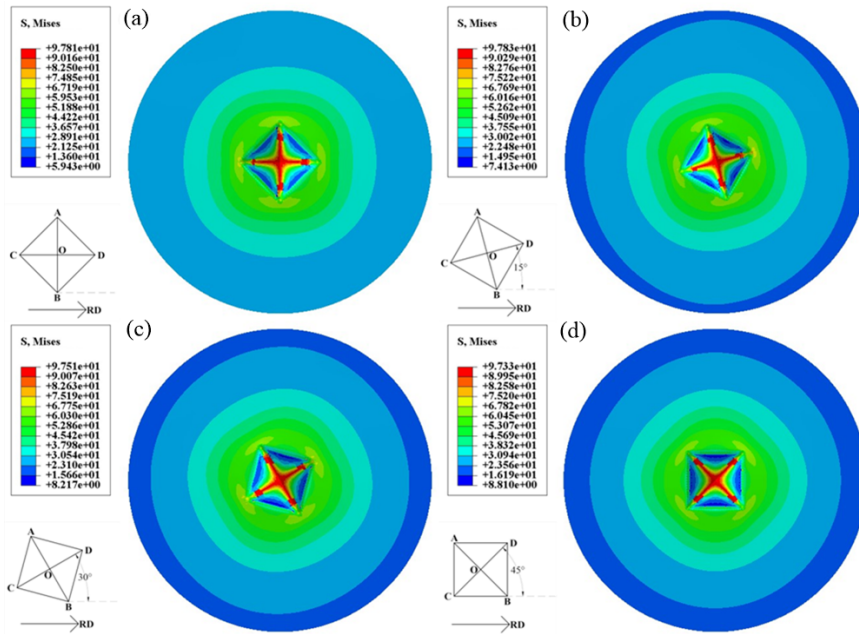 (a)
S, Mises
+9.781e+01
+9.016e+01
+8.250e+01
+7.485e+01
+6.719e+01
+5.953e+01
+5.188e+01
+4.422e+01
+3.657e+01
+2.891e+01
+2.125e+01
+1.360e+01
+5.943e+00
A
C O D
B
RD
(b)
S, Mises
+9.783e+01
+9.029e+01
+8.276e+01
+7.522e+01
+6.769e+01
+6.016e+01
+5.262e+01
+4.509e+01
+3.755e+01
+3.002e+01
+2.248e+01
+1.495e+01
+7.413e+00
A
D
O
C
15°
B
RD
(c)
S, Mises
+9.751e+01
+9.007e+01
+8.263e+01
+7.519e+01
+6.775e+01
+6.030e+01
+5.286e+01
+4.542e+01
+3.798e+01
+3.054e+01
+2.310e+01
+1.566e+01
+8.217e+00
A
D
O
30°
C
B
RD
(d)
S, Mises
+9.733e+01
+8.995e+01
+8.258e+01
+7.520e+01
+6.782e+01
+6.045e+01
+5.307e+01
+4.569e+01
+3.832e+01
+3.094e+01
+2.356e+01
+1.619e+01
+8.810e+00
A D
O 45°
C B
RD